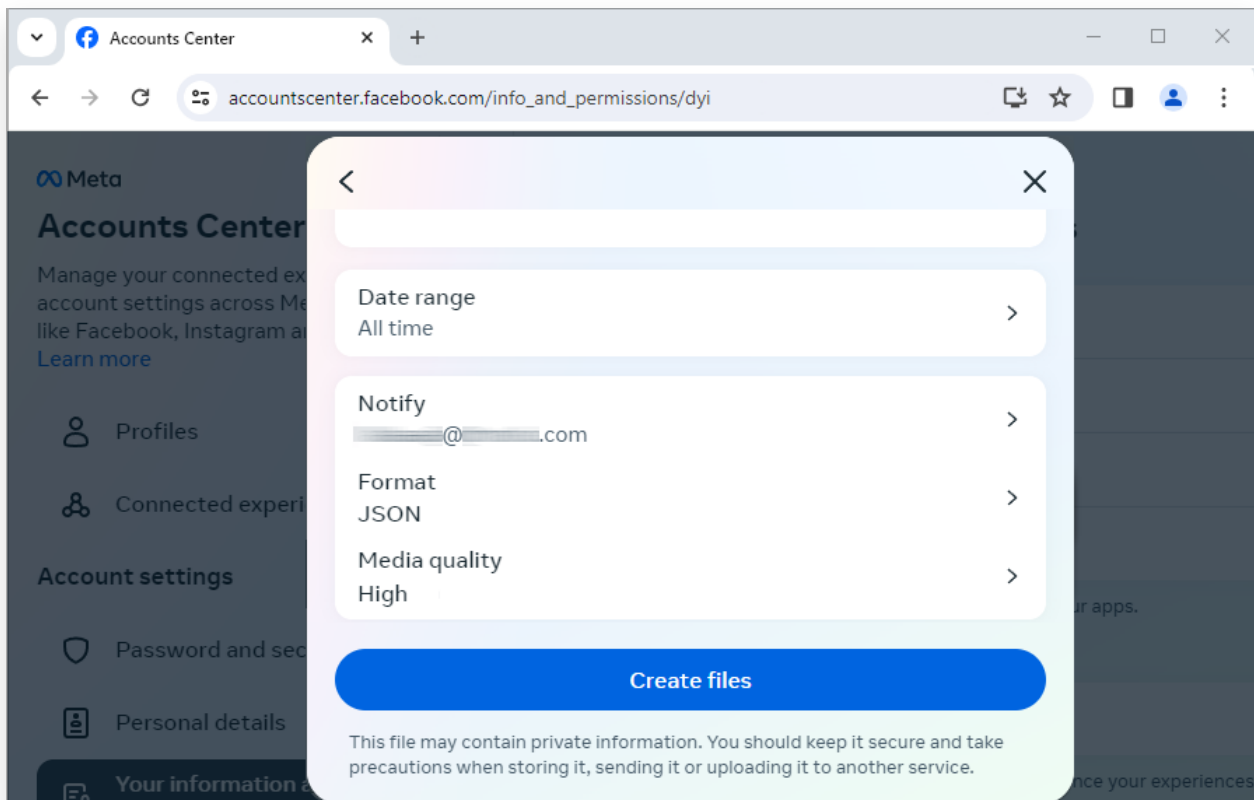 Accounts Center
accountscenter.facebook.com/info_and_permissions/dyi
Meta
Accounts Center
Manage your connected ex
account settings across Me
like Facebook, Instagram a
Learn more
Profiles
Connected experi
Account settings
Password and sec
Personal details
Your information a
Date range
All time
Notify
@ .com
Format
JSON
Media quality
High
Create files
This file may contain private information. You should keep it secure and take
precautions when storing it, sending it or uploading it to another service.
ur apps.
nce your experiences